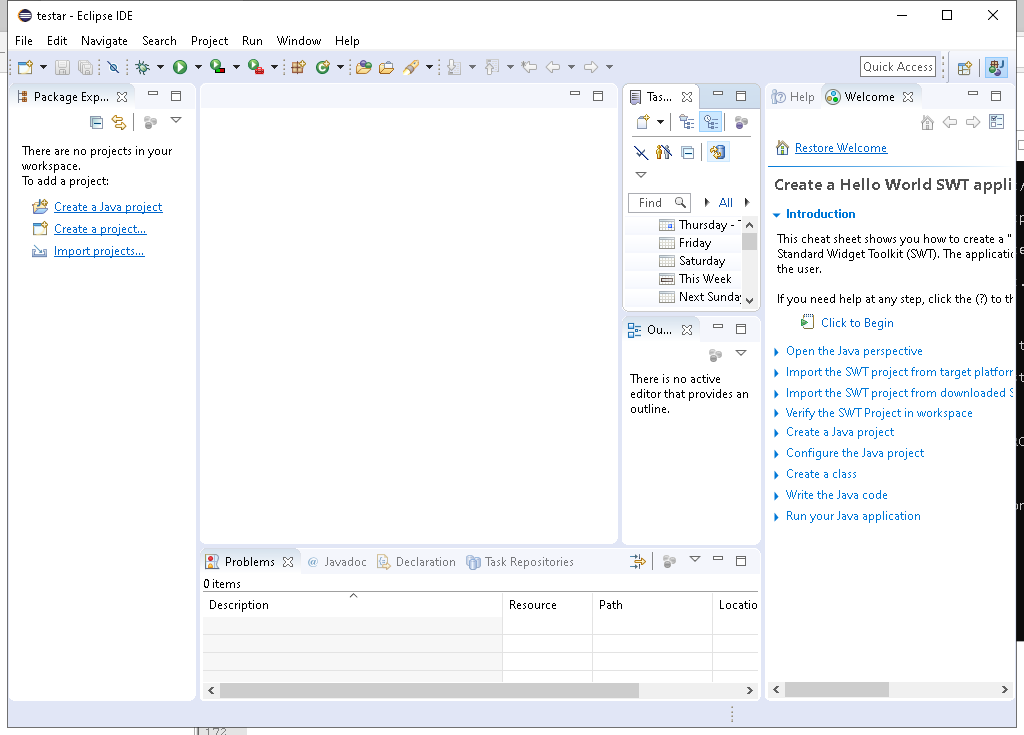 testar - Eclipse IDE
File Edit Navigate Search Project Run Window Help
Quick Access
Package Exp...
There are no projects in your
workspace.
To add a project:
Create a Java project
Create a project...
Import projects...
Tas...
Find
All
Thursday -
Friday
Saturday
This Week
Next Sunday
Ou...
There is no active
editor that provides an
outline.
Help Welcome
Restore Welcome
Create a Hello World SWT appli
Introduction
This cheat sheet shows you how to create a "
Standard Widget Toolkit (SWT). The applicatio
the user.
If you need help at any step, click the (?) to th
Click to Begin
Open the Java perspective
Import the SWT project from target platform
Import the SWT project from downloaded S
Verify the SWT Project in workspace
Create a Java project
Configure the Java project
Create a class
Write the Java code
Run your Java application
Problems @ Javadoc Declaration Task Repositories
0 items
Description Resource Path Locatio
172